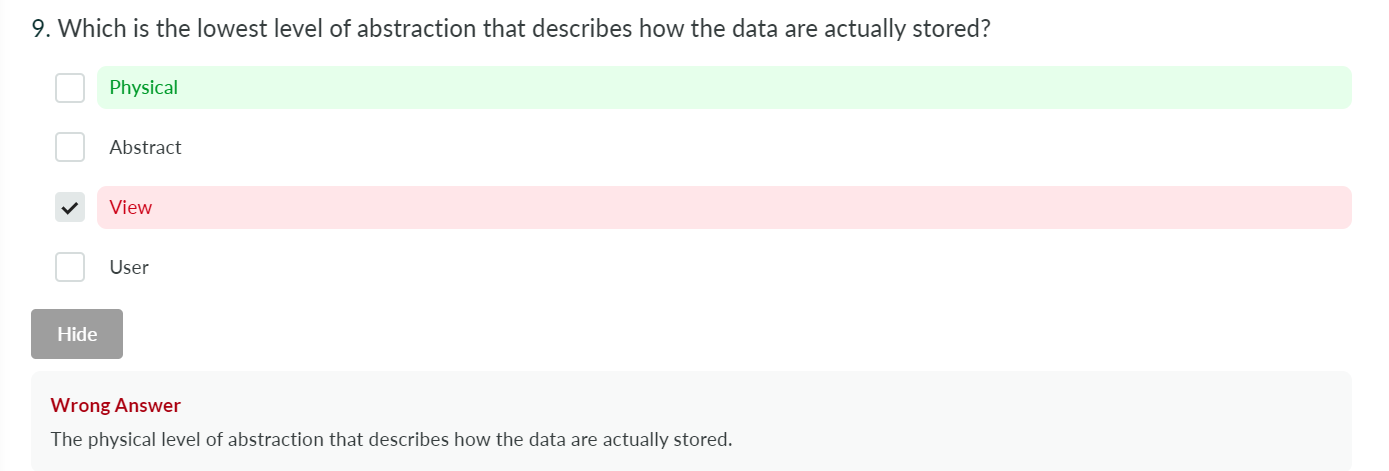 9. Which is the lowest level of abstraction that describes how the data are actually stored?
Physical
Abstract
View
User
Hide
Wrong Answer
The physical level of abstraction that describes how the data are actually stored.